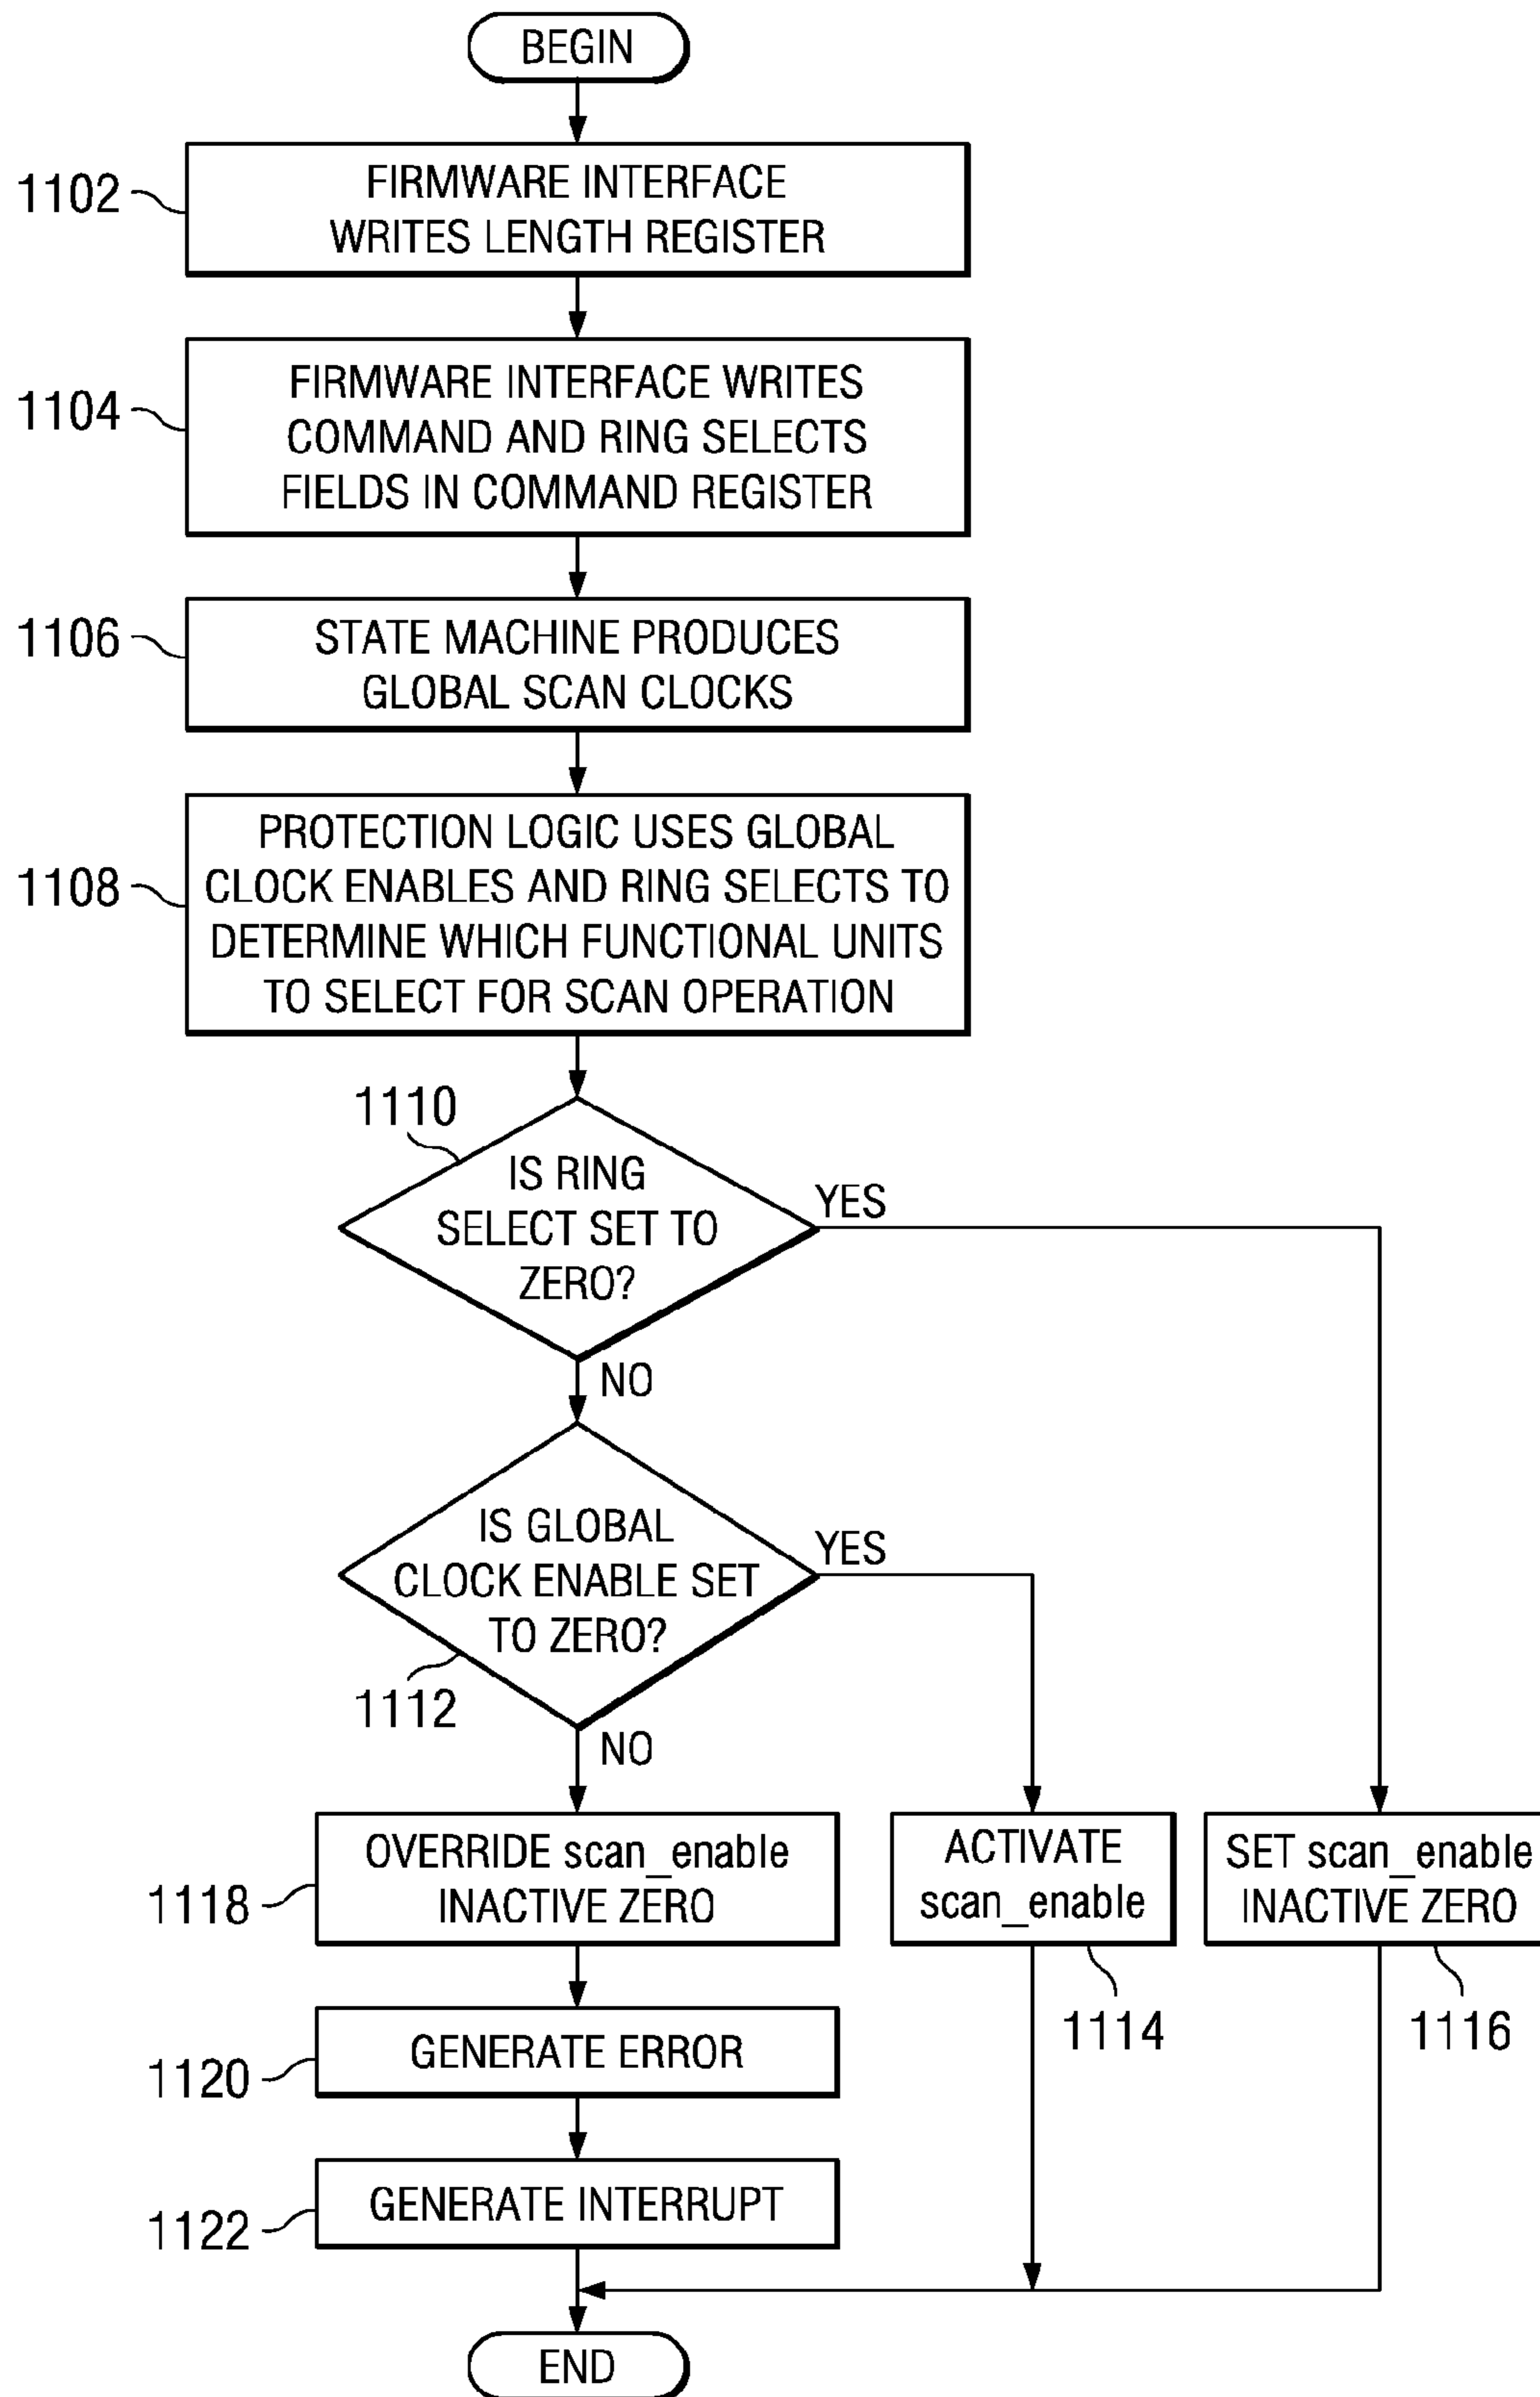 BEGIN
1102
FIRMWARE INTERFACE
WRITES LENGTH REGISTER
1104
FIRMWARE INTERFACE WRITES
COMMAND AND RING SELECTS
FIELDS IN COMMAND REGISTER
1106
STATE MACHINE PRODUCES
GLOBAL SCAN CLOCKS
1108
PROTECTION LOGIC USES GLOBAL
CLOCK ENABLES AND RING SELECTS TO
DETERMINE WHICH FUNCTIONAL UNITS
TO SELECT FOR SCAN OPERATION
1110
IS RING
SELECT SET TO
ZERO?
YES
NO
IS GLOBAL
CLOCK ENABLE SET
TO ZERO?
YES
1112
NO
1118
OVERRIDE scan_enable
INACTIVE ZERO
ACTIVATE
scan_enable
1114
SET scan_enable
INACTIVE ZERO
1116
1120
GENERATE ERROR
1122
GENERATE INTERRUPT
END